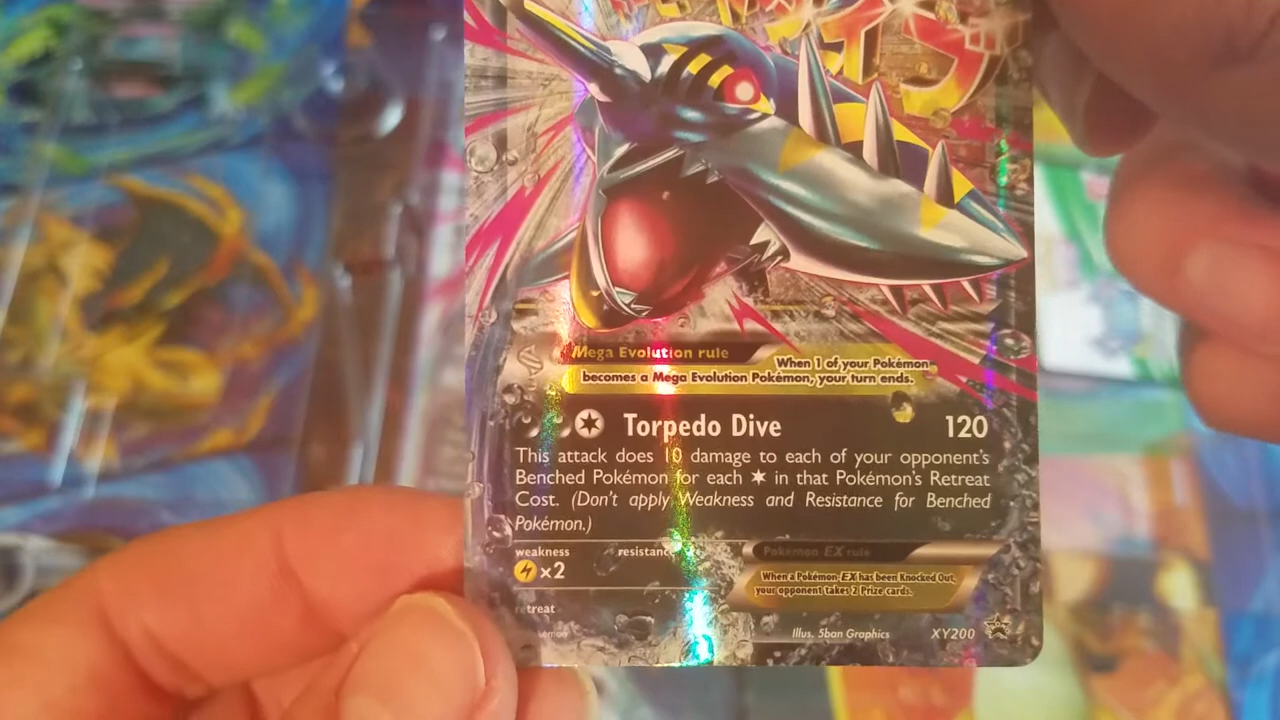 Mega Evolution rule
When 1 of your Pokémon
becomes a Mega Evolution Pokémon, your turn ends.
Torpedo Dive 120
This attack does 10 damage to each of your opponent's
Benched Pokémon for each in that Pokémon's Retreat
Cost. (Don't apply Weakness and Resistance for Benched
Pokémon.)
weakness resistance Pokémon EX rule
×2
When a Pokémon-EX has been Knocked Out,
your opponent takes 2 Prize cards.
retreat
Illus. 5ban Graphics XY200